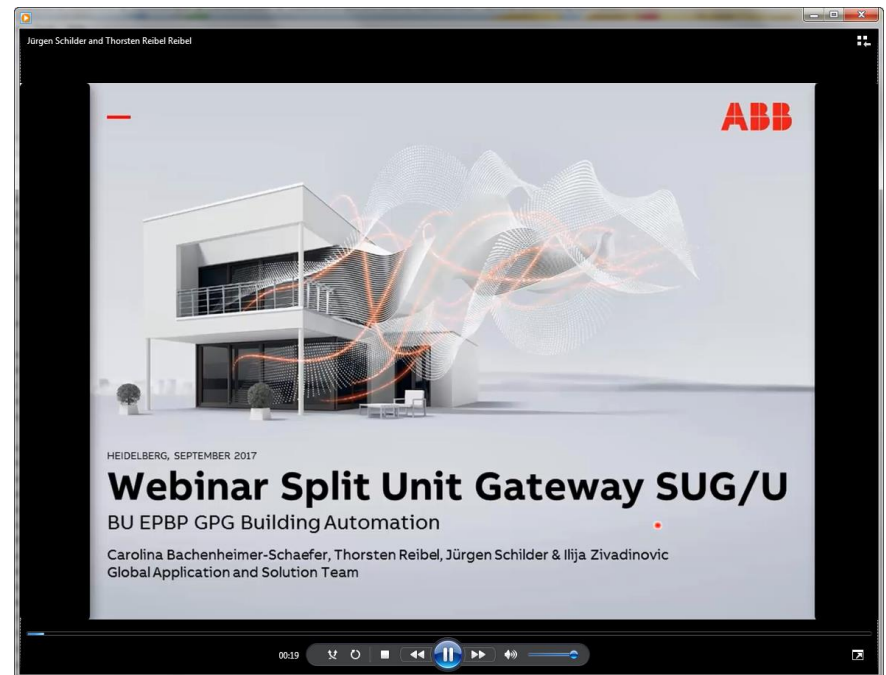 Jürgen Schilder and Thorsten Reibel Reibel
ABB
HEIDELBERG, SEPTEMBER 2017
Webinar Split Unit Gateway SUG/U
BU EPBP GPG Building Automation
Carolina Bachenheimer-Schaefer, Thorsten Reibel, Jürgen Schilder & Ilija Zivadinovic
Global Application and Solution Team
00:19